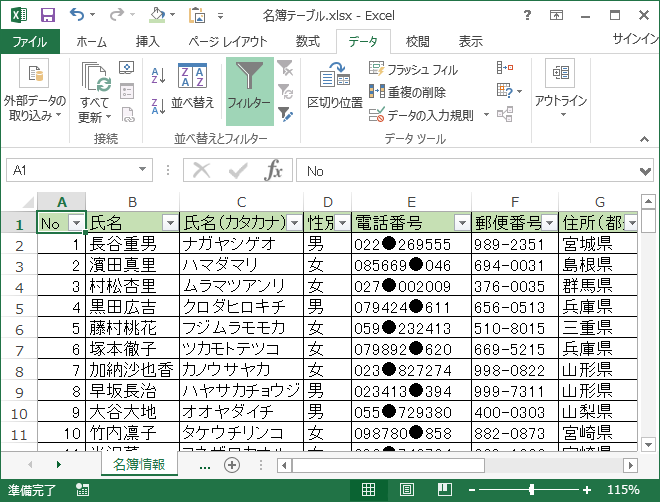 名簿テーブル.xlsx - Excel
ファイル ホーム 挿入 ページ レイアウト 数式 データ 校閲 表示 サインイン
外部データの取り込み すべて更新 並べ替え フィルター 区切り位置 フラッシュ フィル 重複の削除 データの入力規則 アウトライン
接続 並べ替えとフィルター データ ツール
A1 fx No
A B C D E F G
1 No 氏名 氏名(カタカナ) 性別 電話番号 郵便番号 住所(都
2 1 長谷重男 ナガヤシゲオ 男 022●269555 989-2351 宮城県
3 2 濱田真里 ハマダマリ 女 085669●046 694-0031 島根県
4 3 村松杏里 ムラマツアンリ 女 027●002009 376-0035 群馬県
5 4 黒田広吉 クロダヒロキチ 男 079424●611 656-0513 兵庫県
6 5 藤村桃花 フジムラモモカ 女 059●232413 510-8015 三重県
7 6 塚本徹子 ツカモトテツコ 女 079892●620 669-5215 兵庫県
8 7 加納沙也香 カノウサヤカ 女 023●827274 998-0822 山形県
9 8 早坂長治 ハヤサカチョウジ 男 023413●394 999-7311 山形県
10 9 大谷大地 オオヤダイチ 男 055●729380 400-0303 山梨県
11 10 竹内凛子 タケウチリンコ 女 098780●858 882-0873 宮崎県
名簿情報 ...
準備完了 115%